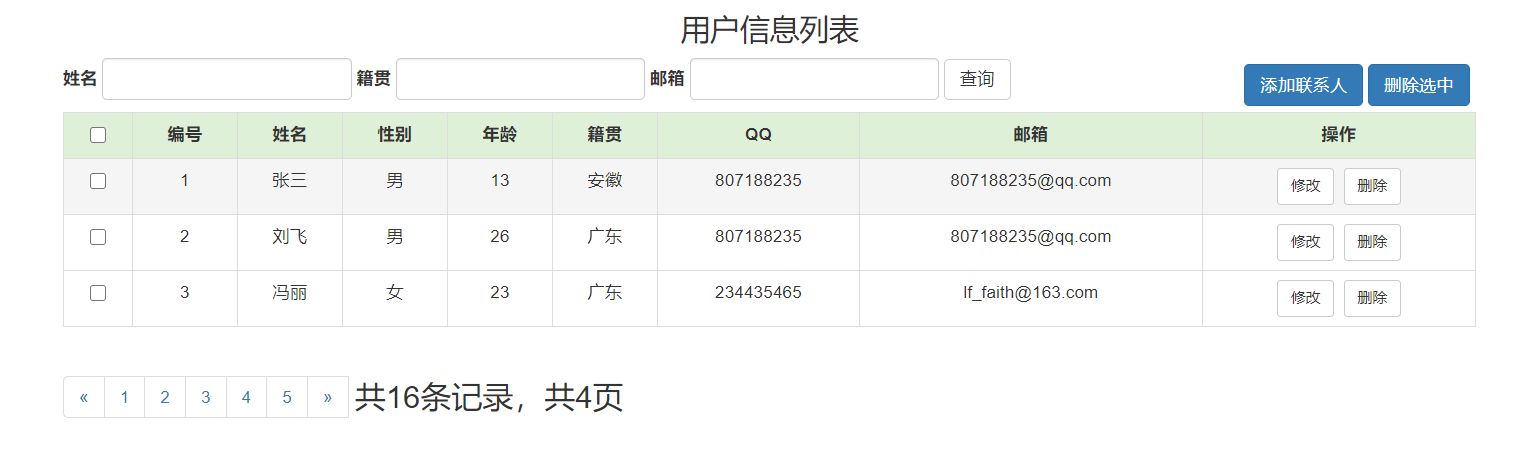 用户信息列表
姓名 籍贯 邮箱 查询 添加联系人 删除选中
编号 姓名 性别 年龄 籍贯 QQ 邮箱 操作
1 张三 男 13 安徽 807188235 807188235@qq.com 修改 删除
2 刘飞 男 26 广东 807188235 807188235@qq.com 修改 删除
3 冯丽 女 23 广东 234435465 lf_faith@163.com 修改 删除
« 1 2 3 4 5 » 共16条记录，共4页